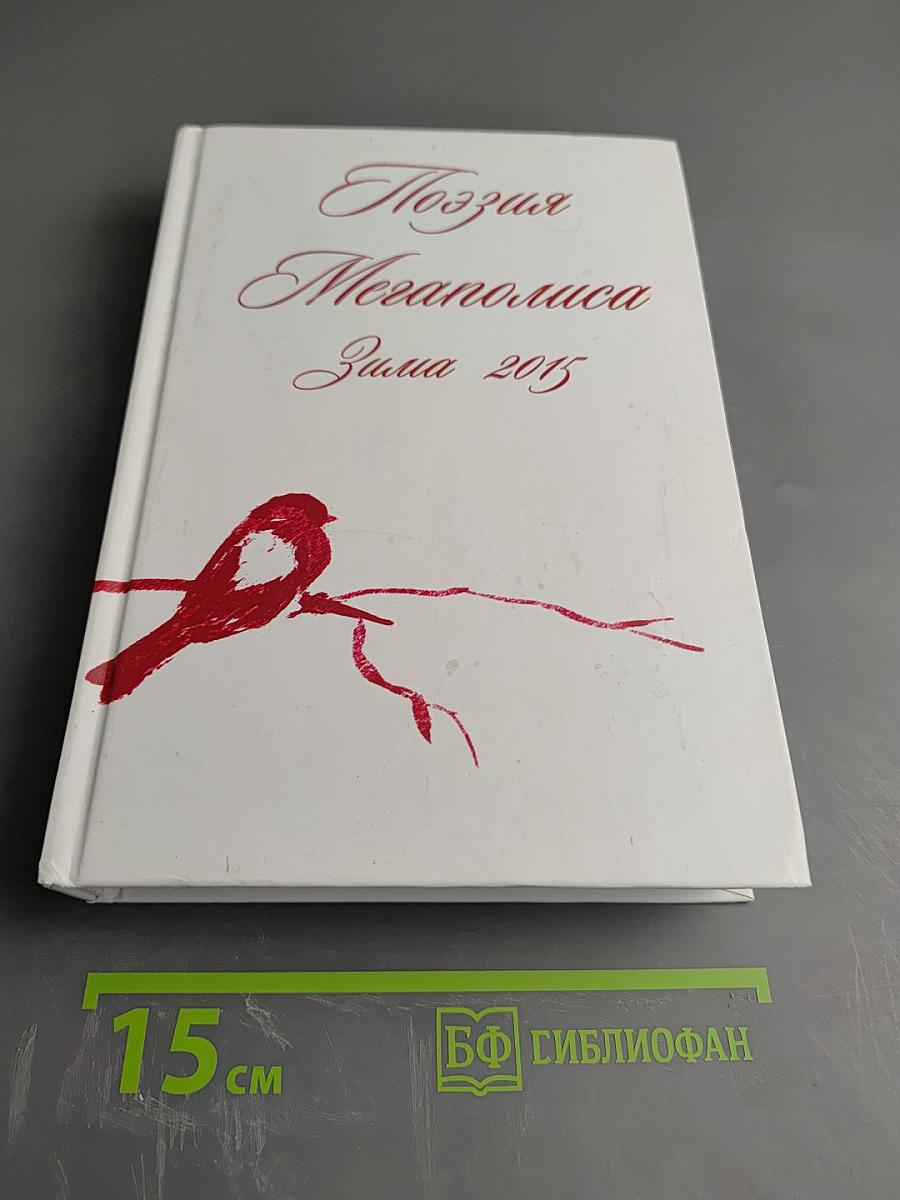 Поэзия
Мегаполиса
Зима 2015
15 см
БФ БИБЛИОФАН